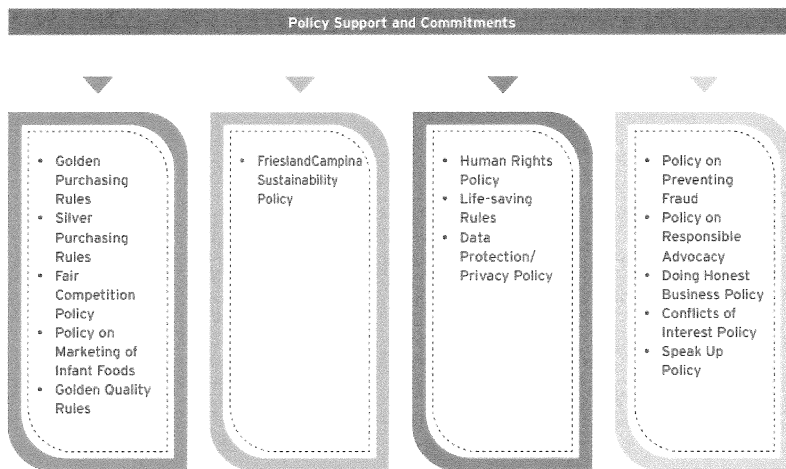 Policy Support and Commitments
• Golden
Purchasing
Rules
• Silver
Purchasing
Rules
• Fair
Competition
Policy
• Policy on
Marketing of
Infant Foods
• Golden Quality
Rules
• FrieslandCampina
Sustainability
Policy
• Human Rights
Policy
• Life-saving
Rules
• Data
Protection/
Privacy Policy
• Policy on
Preventing
Fraud
• Policy on
Responsible
Advocacy
• Doing Honest
Business Policy
• Conflicts of
Interest Policy
• Speak Up
Policy